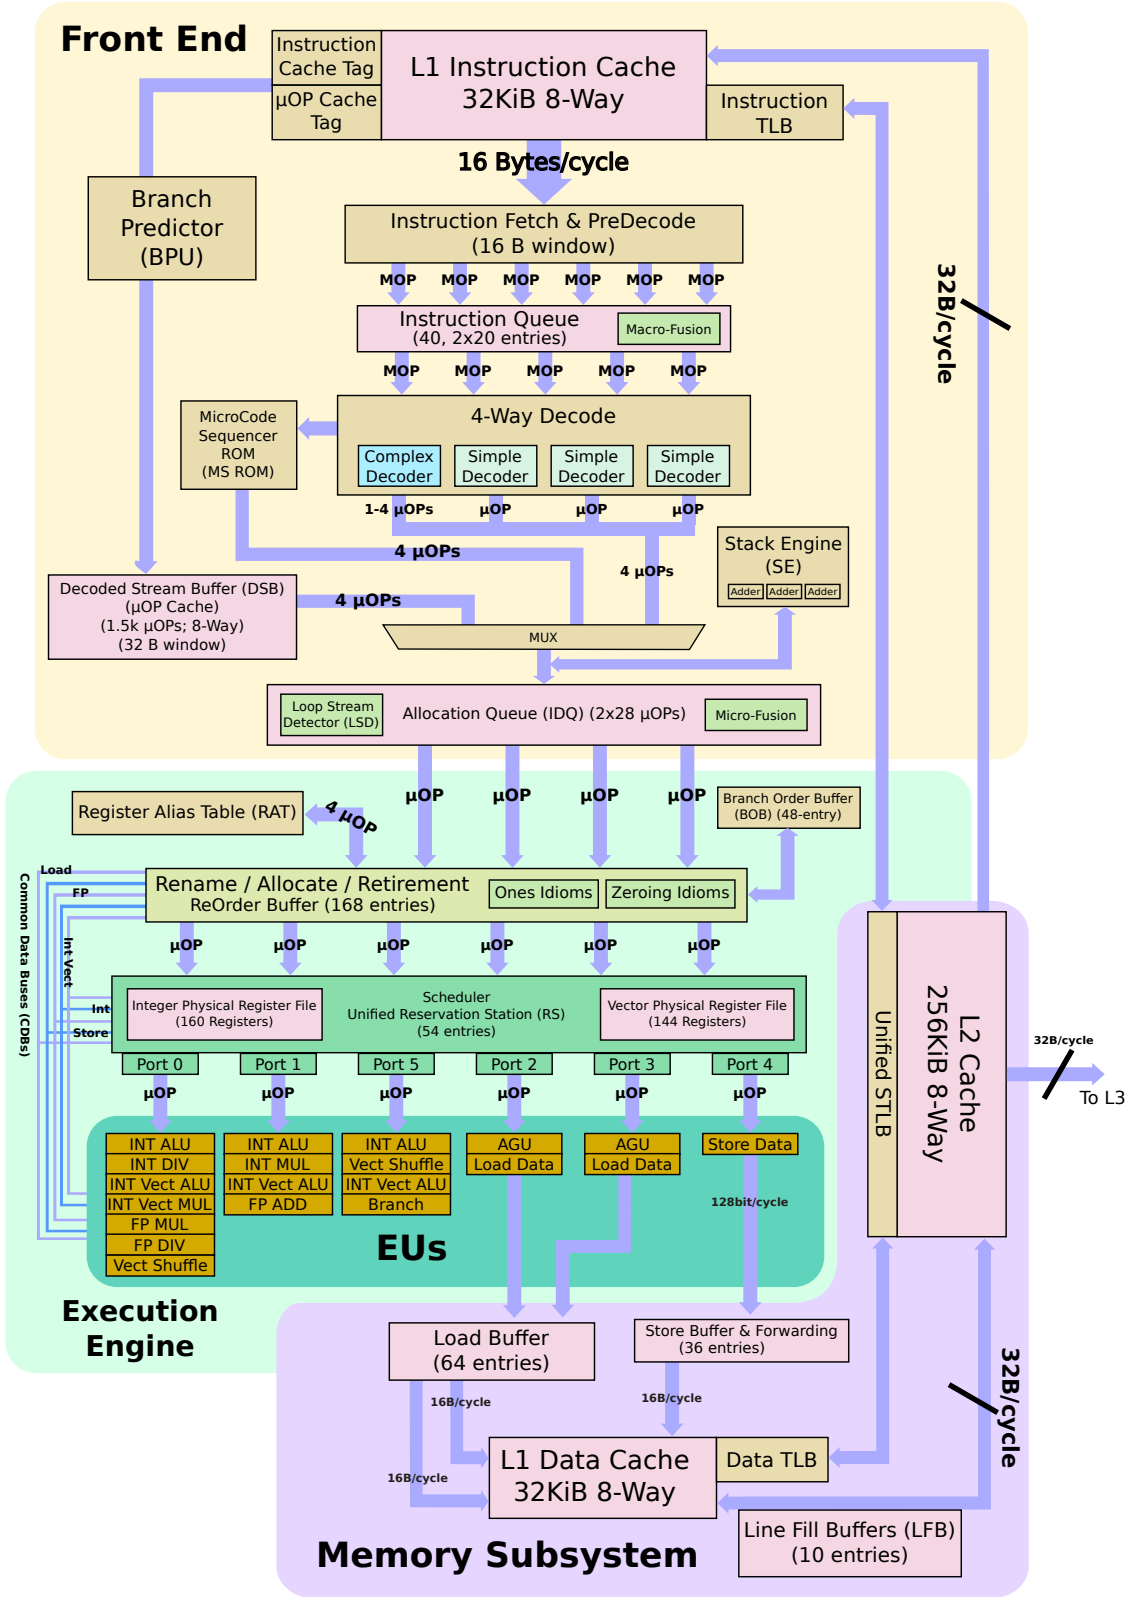 Front End
Instruction
Cache Tag
µOP Cache
Tag
L1 Instruction Cache
32KiB 8-Way
Instruction
TLB
16 Bytes/cycle
Branch
Predictor
(BPU)
Instruction Fetch & PreDecode
(16 B window)
32B/cycle
MOP MOP MOP MOP MOP MOP
Instruction Queue
(40, 2x20 entries)
Macro-Fusion
MOP MOP MOP MOP MOP
MicroCode
Sequencer
ROM
(MS ROM)
4-Way Decode
Complex
Decoder
Simple
Decoder
Simple
Decoder
Simple
Decoder
1-4 µOPs µOP µOP µOP
4 µOPs
4 µOPs
Stack Engine
(SE)
Adder Adder Adder
Decoded Stream Buffer (DSB)
(µOP Cache)
(1.5k µOPs; 8-Way)
(32 B window)
4 µOPs
MUX
Loop Stream
Detector (LSD)
Allocation Queue (IDQ) (2x28 µOPs)
Micro-Fusion
µOP µOP µOP µOP
Register Alias Table (RAT)
4 µOP
Branch Order Buffer
(BOB) (48-entry)
Load
FP
Common Data Buses (CDBs)
Int Vect
Int
Store
Rename / Allocate / Retirement
ReOrder Buffer (168 entries)
Ones Idioms
Zeroing Idioms
µOP µOP µOP µOP µOP µOP
Integer Physical Register File
(160 Registers)
Scheduler
Unified Reservation Station (RS)
(54 entries)
Vector Physical Register File
(144 Registers)
Port 0 Port 1 Port 5 Port 2 Port 3 Port 4
µOP µOP µOP µOP µOP µOP
INT ALU
INT DIV
INT Vect ALU
INT Vect MUL
FP MUL
FP DIV
Vect Shuffle
INT ALU
INT MUL
INT Vect ALU
FP ADD
INT ALU
Vect Shuffle
INT Vect ALU
Branch
AGU
Load Data
AGU
Load Data
Store Data
128bit/cycle
EUs
Execution
Engine
Unified STLB
L2 Cache
256KiB 8-Way
32B/cycle
To L3
Load Buffer
(64 entries)
Store Buffer & Forwarding
(36 entries)
16B/cycle
16B/cycle
16B/cycle
32B/cycle
L1 Data Cache
32KiB 8-Way
Data TLB
Line Fill Buffers (LFB)
(10 entries)
Memory Subsystem